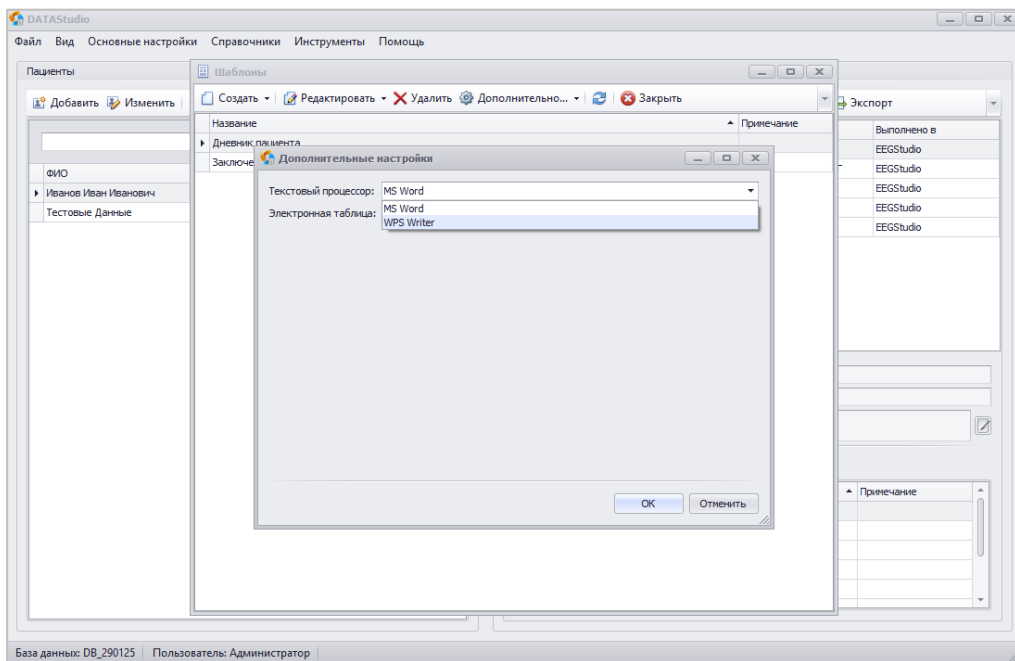 DATAStudio
Файл Вид Основные настройки Справочники Инструменты Помощь
Пациенты
Добавить Изменить
ФИО
Иванов Иван Иванович
Тестовые Данные
Шаблоны
Создать Редактировать Удалить Дополнительно... Закрыть
Название Примечание
Дневник пациента
Заключе
Дополнительные настройки
Текстовый процессор: MS Word
MS Word
WPS Writer
Электронная таблица:
OK Отменить
Экспорт
Выполнено в
EEGStudio
EEGStudio
EEGStudio
EEGStudio
EEGStudio
Примечание
База данных: DB_290125 Пользователь: Администратор